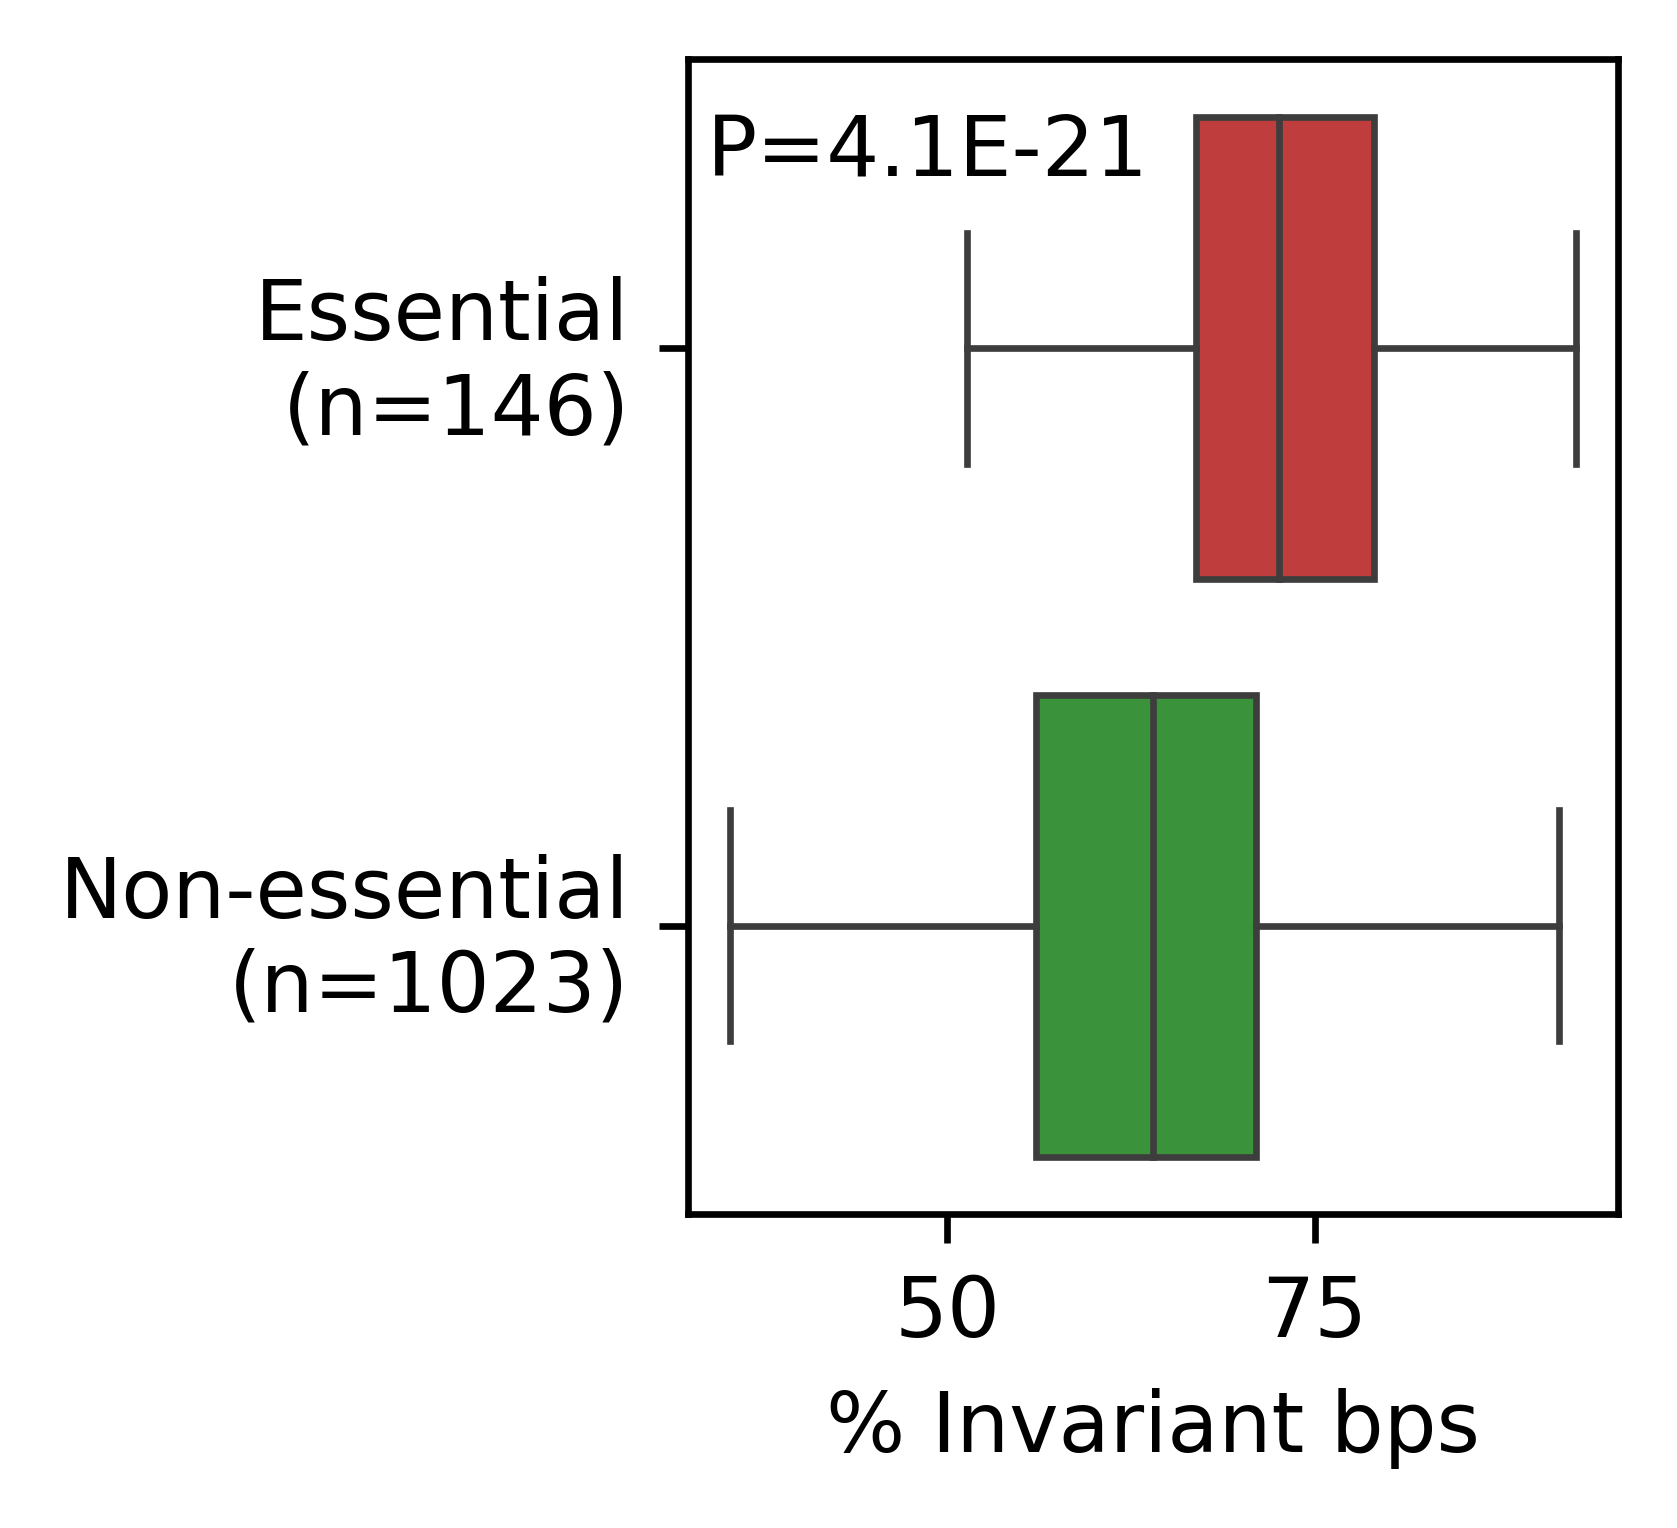 P=4.1E-21
Essential
(n=146)
Non-essential
(n=1023)
50 75
% Invariant bps